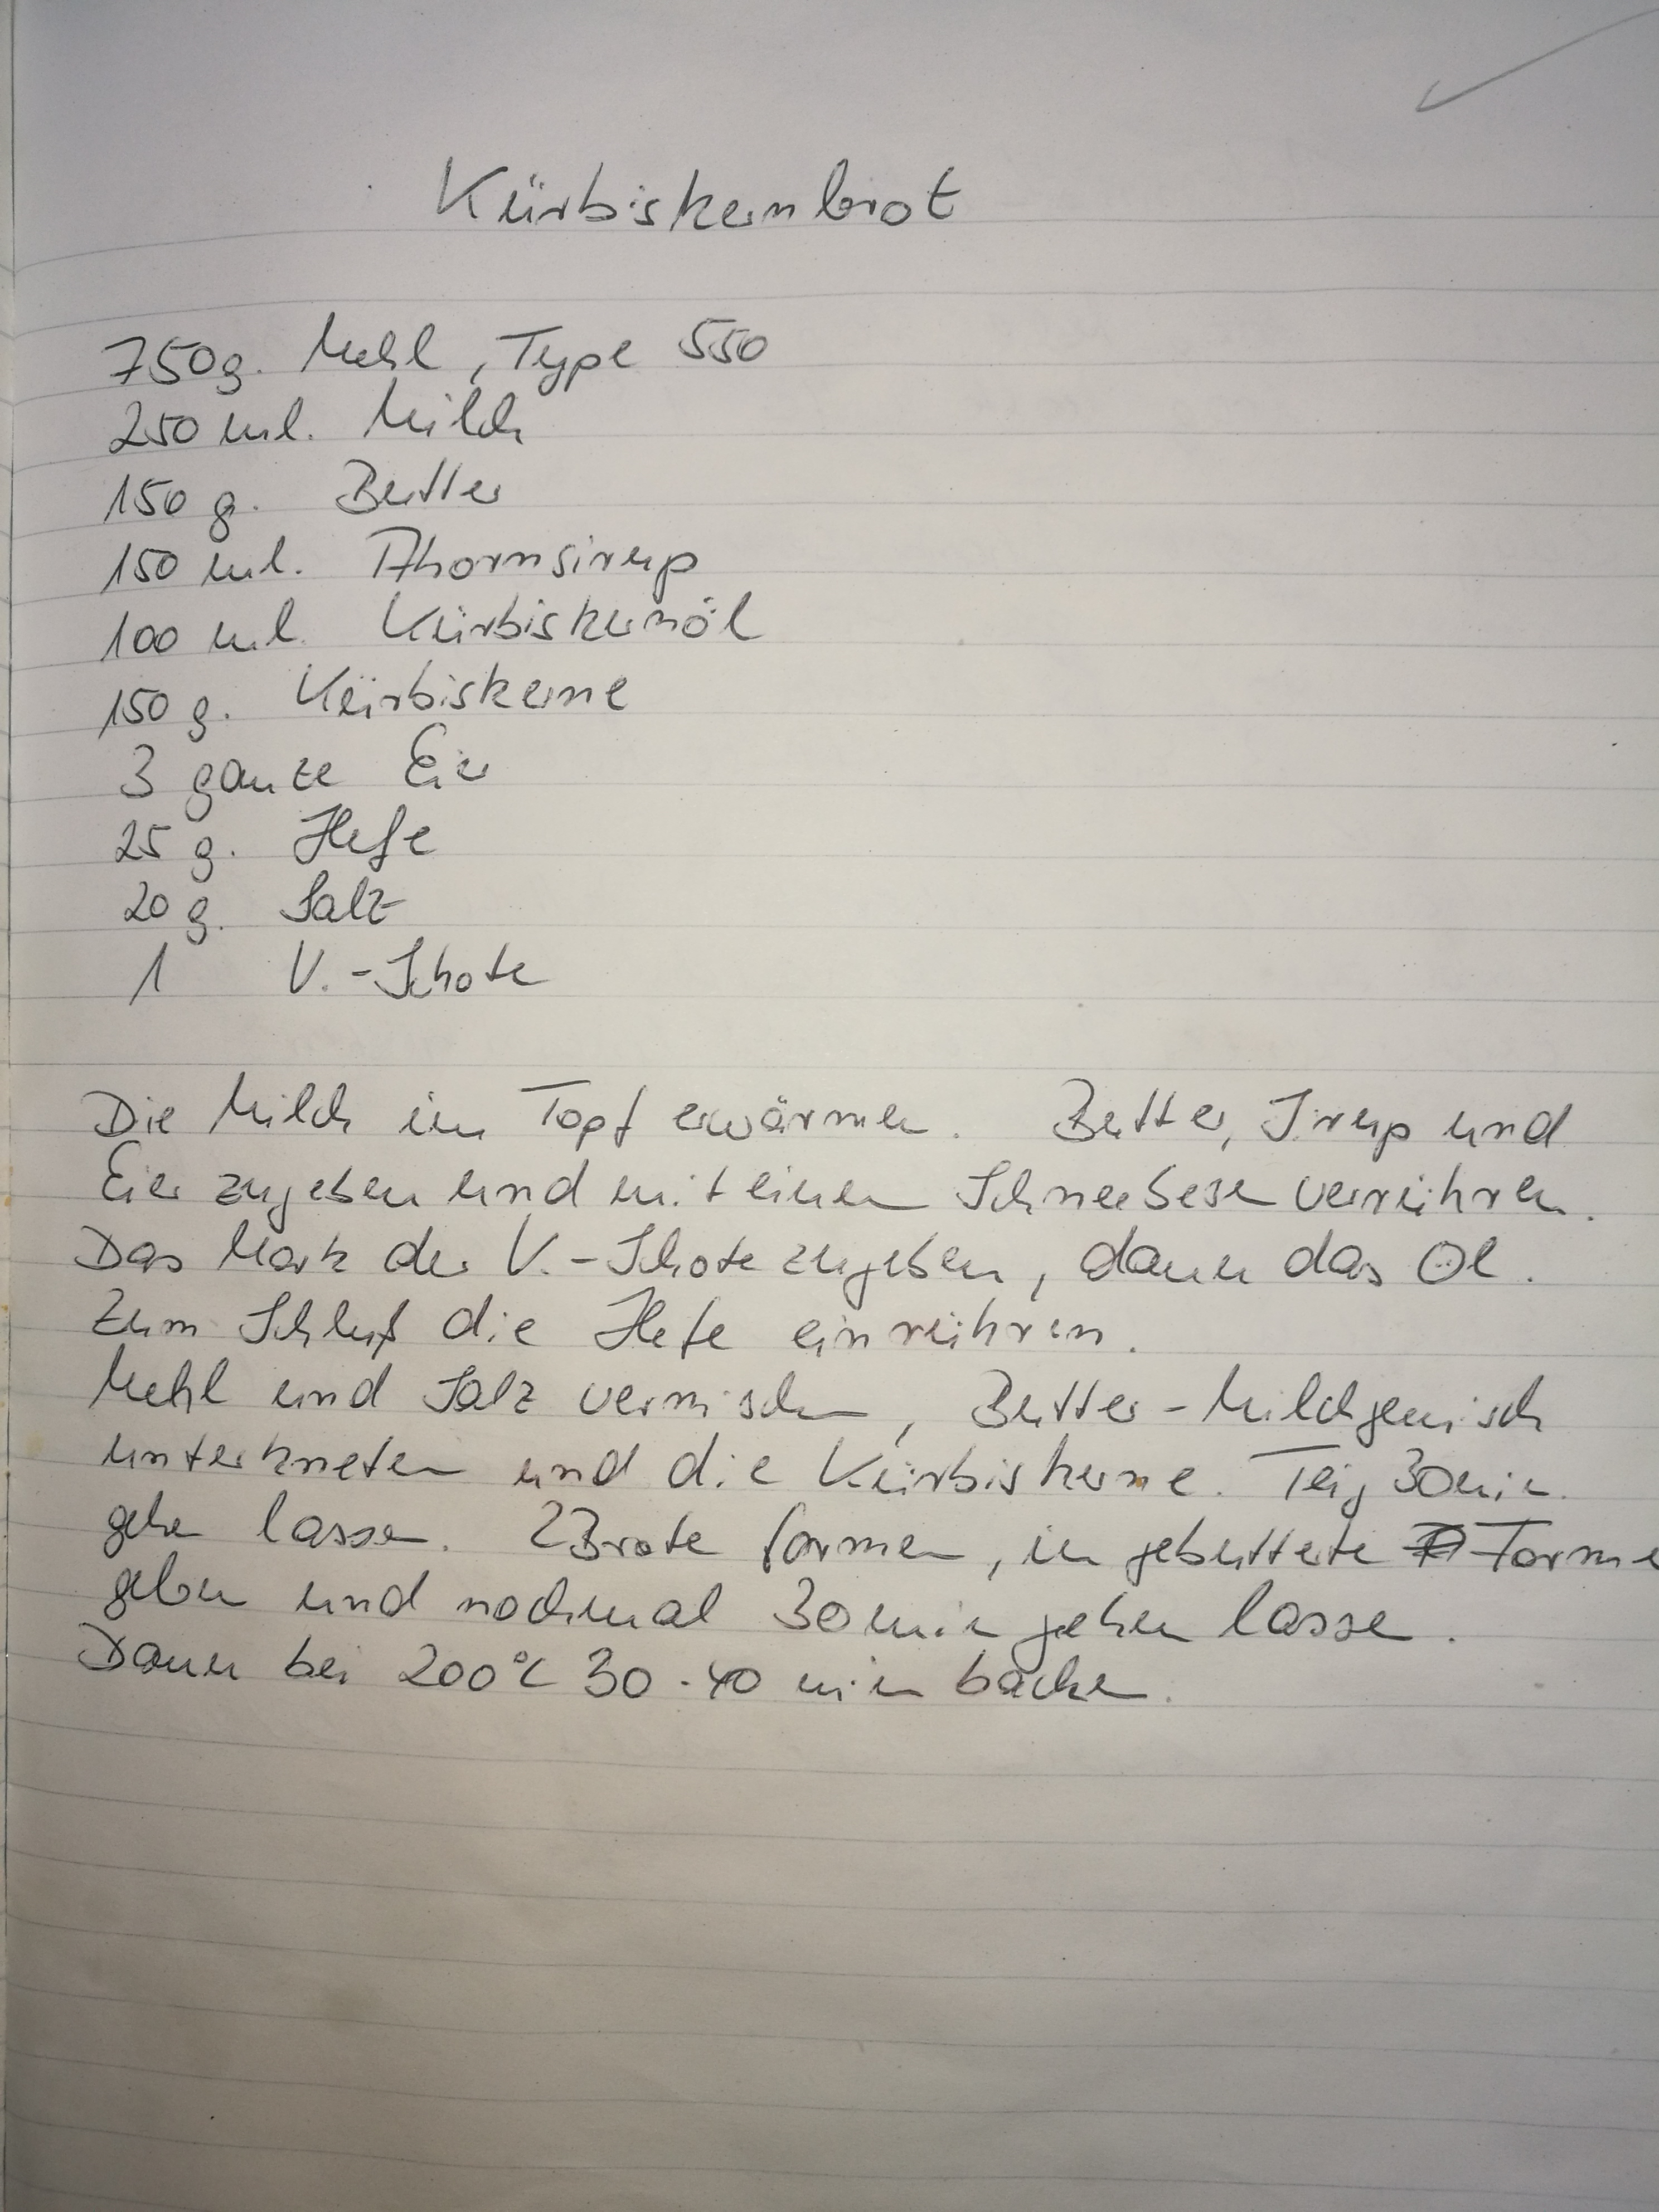 Kürbiskernbrot
750g. Mehl, Type 550
250 ml. Milch
150 g. Butter
150 ml. Ahornsirup
100 ml. Kürbiskernöl
150 g. Kürbiskerne
3 ganze Eier
25 g. Hefe
20 g. Salz
1 V.-Schote
Die Milch im Topf erwärmen. Butter, Sirup und
Eier zugeben und mit einen Schneebesen verrühren.
Das Mark der V.-Schote zugeben, dann das Öl.
Zum Schluß die Hefe einrühren.
Mehl und Salz vermischen, Butter-Milchgemisch
unterkneten und die Kürbiskerne. Teig 30min.
gehen lassen. 2 Brote formen, in gebutterte Forme
geben und nochmal 30 min gehen lassen.
Dann bei 200°C 30-40 min backen.